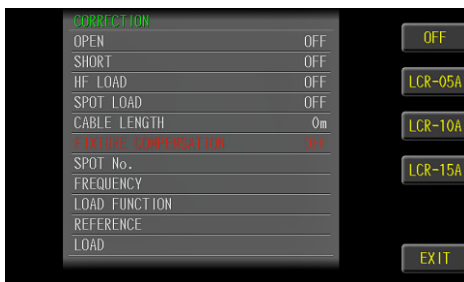 CORRECTION
OPEN OFF
SHORT OFF
HF LOAD OFF
SPOT LOAD OFF
CABLE LENGTH 0m
FIXTURE COMPENSATION OFF
SPOT No.
FREQUENCY
LOAD FUNCTION
REFERENCE
LOAD
OFF
LCR-05A
LCR-10A
LCR-15A
EXIT